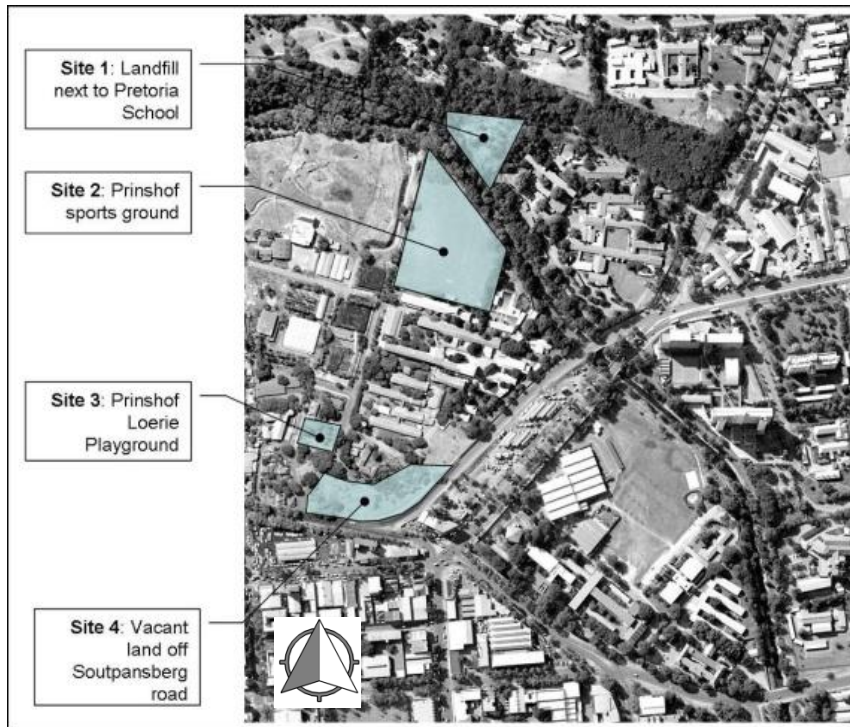 Site 1: Landfill
next to Pretoria
School
Site 2: Prinshof
sports ground
Site 3: Prinshof
Loerie
Playground
Site 4: Vacant
land off
Soutpansberg
road